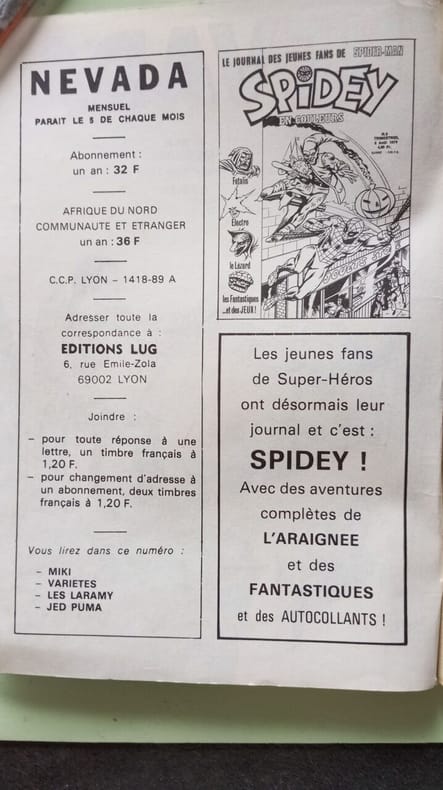 NEVADA
MENSUEL
PARAIT LE 5 DE CHAQUE MOIS
Abonnement :
un an : 32 F
AFRIQUE DU NORD
COMMUNAUTE ET ETRANGER
un an : 36 F
C.C.P. LYON – 1418-89 A
Adresser toute la
correspondance à :
EDITIONS LUG
6, rue Emile-Zola
69002 LYON
Joindre :
– pour toute réponse à une
lettre, un timbre français à
1,20 F.
– pour changement d'adresse à
un abonnement, deux timbres
français à 1,20 F.
Vous lirez dans ce numéro :
– MIKI
– VARIETES
– LES LARAMY
– JED PUMA
LE JOURNAL DES JEUNES FANS DE SPIDER-MAN
SPIDEY
EN COULEURS
TRIMESTRIEL
Fatalis
Electro
le Lézard
les Fantastiques
...et des JEUX!
Les jeunes fans
de Super-Héros
ont désormais leur
journal et c'est :
SPIDEY !
Avec des aventures
complètes de
L'ARAIGNEE
et des
FANTASTIQUES
et des AUTOCOLLANTS !